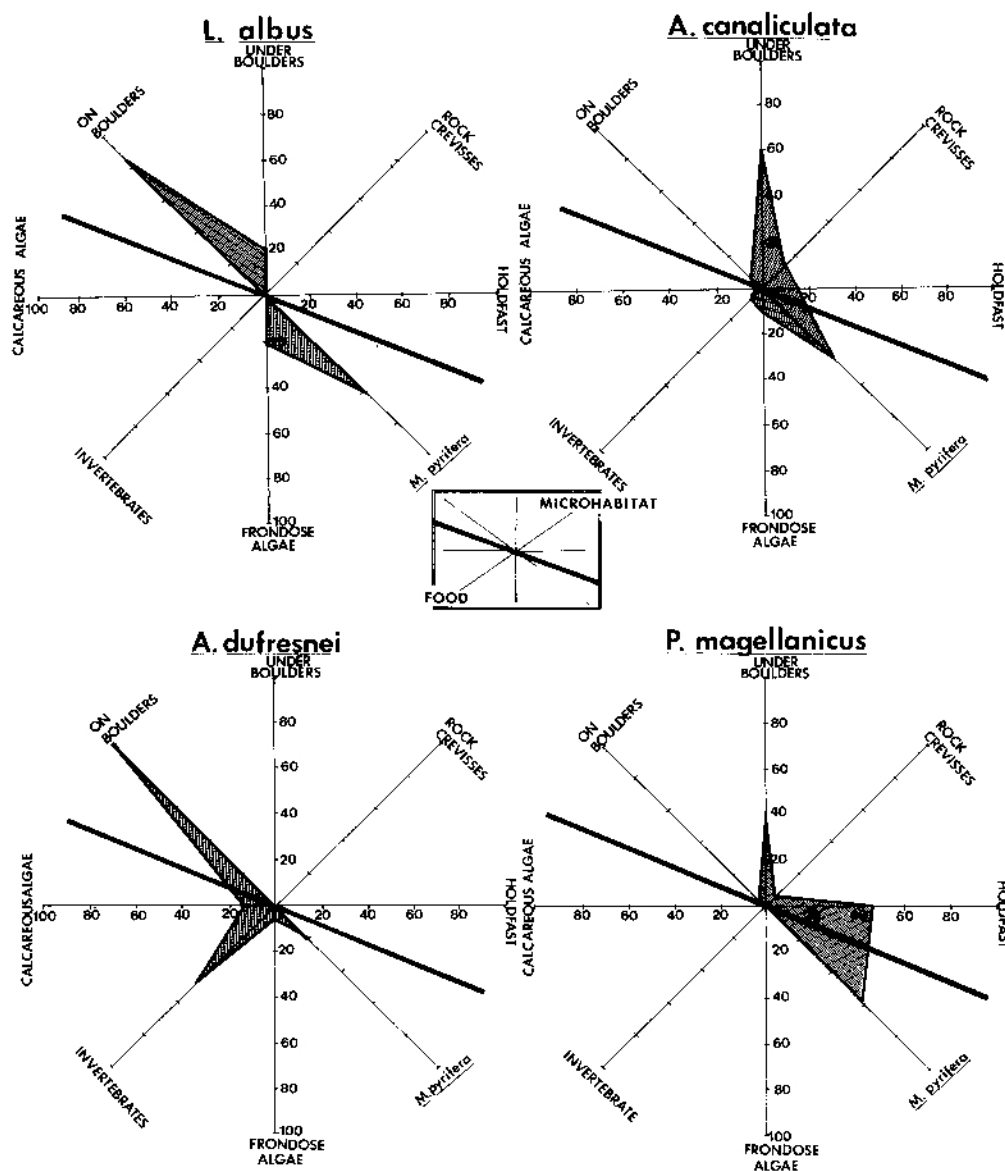 L. albus
UNDER
BOULDERS
ON
BOULDERS
ROCK
CREVISSES
80
60
40
20
CALCAREOUS ALGAE
100 80 60 40 20
20 40 60 80
HOLDFAST
20
40
60
80
100
INVERTEBRATES
M. pyrifera
FRONDOSE
ALGAE
A. canaliculata
UNDER
BOULDERS
ON
BOULDERS
ROCK
CREVISSES
80
60
40
20
CALCAREOUS ALGAE
100 80 60 40 20
20 40 60 80
HOLDFAST
20
40
60
80
100
INVERTEBRATES
M. pyrifera
FRONDOSE
ALGAE
MICROHABITAT
FOOD
A. dufresnei
UNDER
BOULDERS
ON
BOULDERS
ROCK
CREVISSES
80
60
40
20
CALCAREOUS ALGAE
100 80 60 40
20 40 60 80
HOLDFAST
20
40
60
80
100
INVERTEBRATES
M. pyrifera
FRONDOSE
ALGAE
P. magellanicus
UNDER
BOULDERS
ON
BOULDERS
ROCK
CREVISSES
80
60
40
20
CALCAREOUS ALGAE
100 80 60 40 20
60 80
HOLDFAST
20
40
60
80
100
INVERTEBRATE
M. pyrifera
FRONDOSE
ALGAE